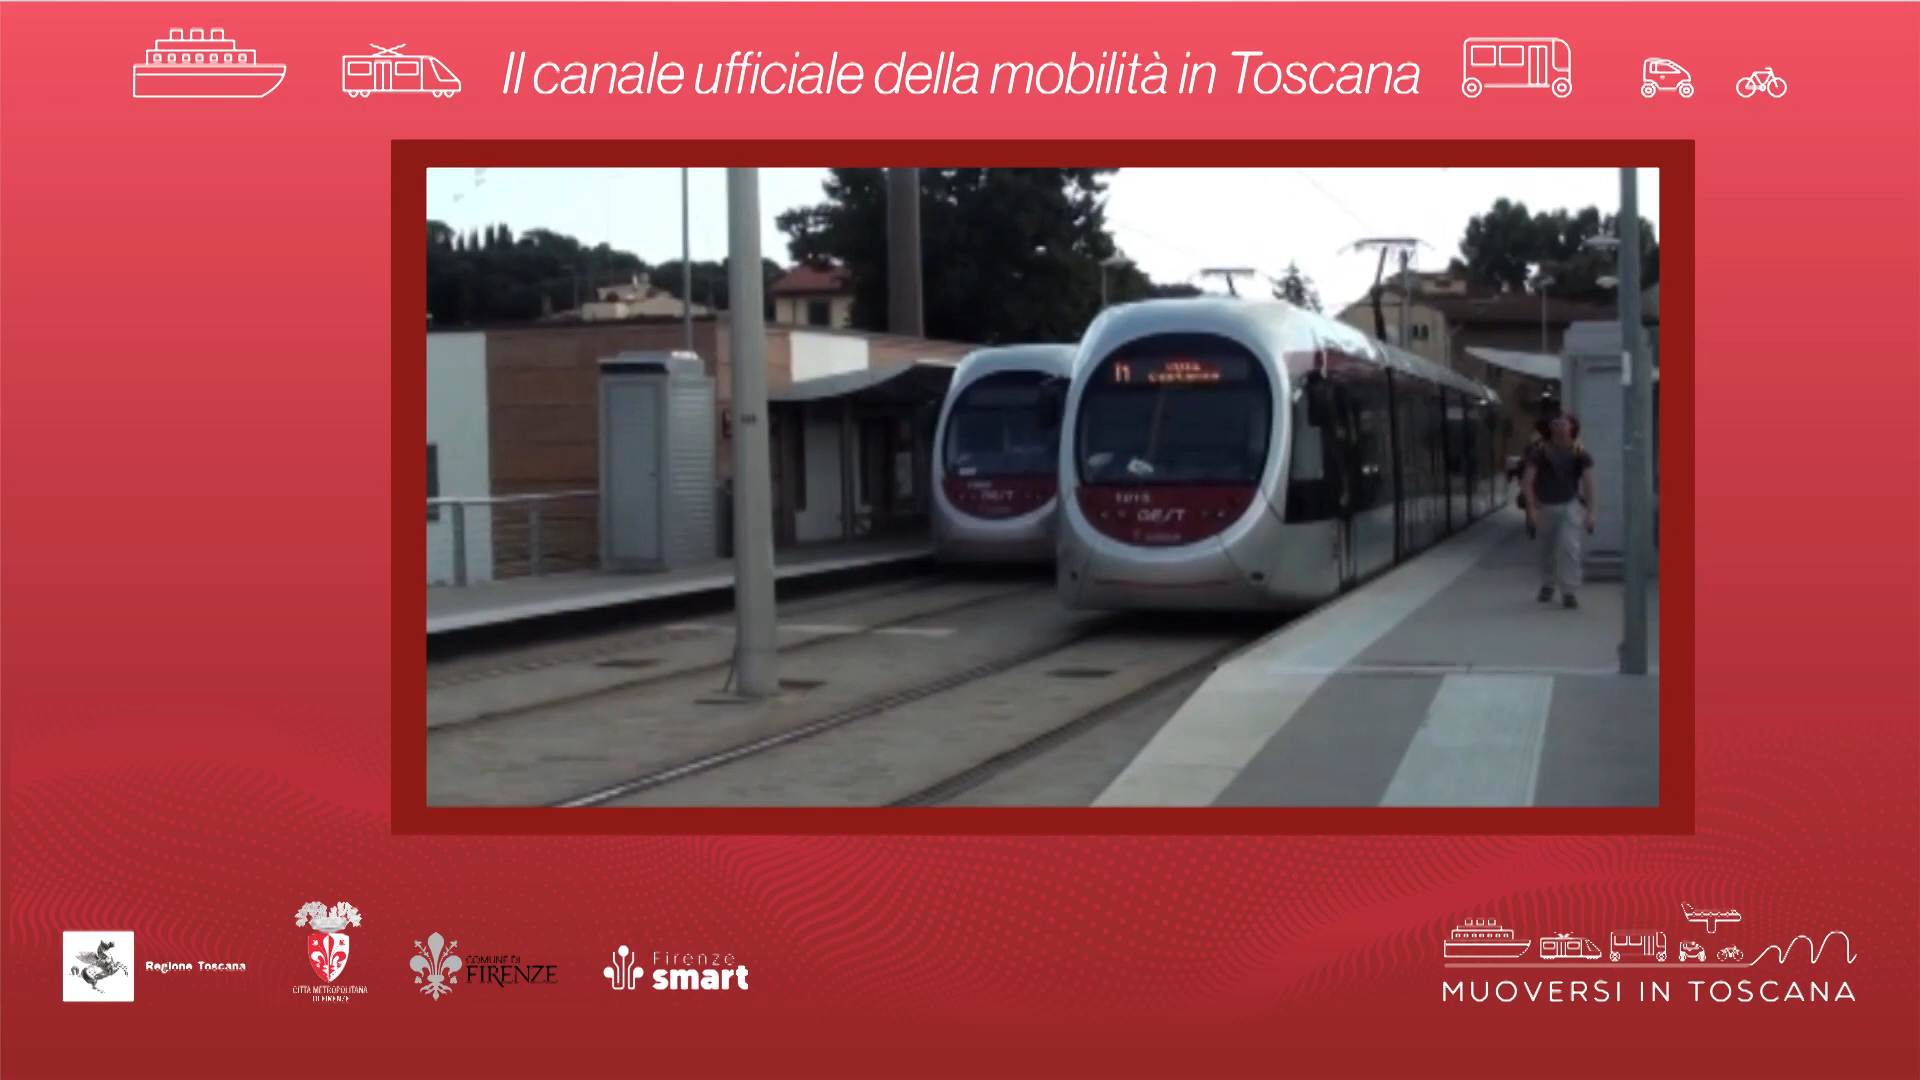 Il canale ufficiale della mobilità in Toscana
GEST
GEST
Regione Toscana
CITTÀ METROPOLITANA
DI FIRENZE
COMUNE DI
FIRENZE
Firenze
smart
MUOVERSI IN TOSCANA